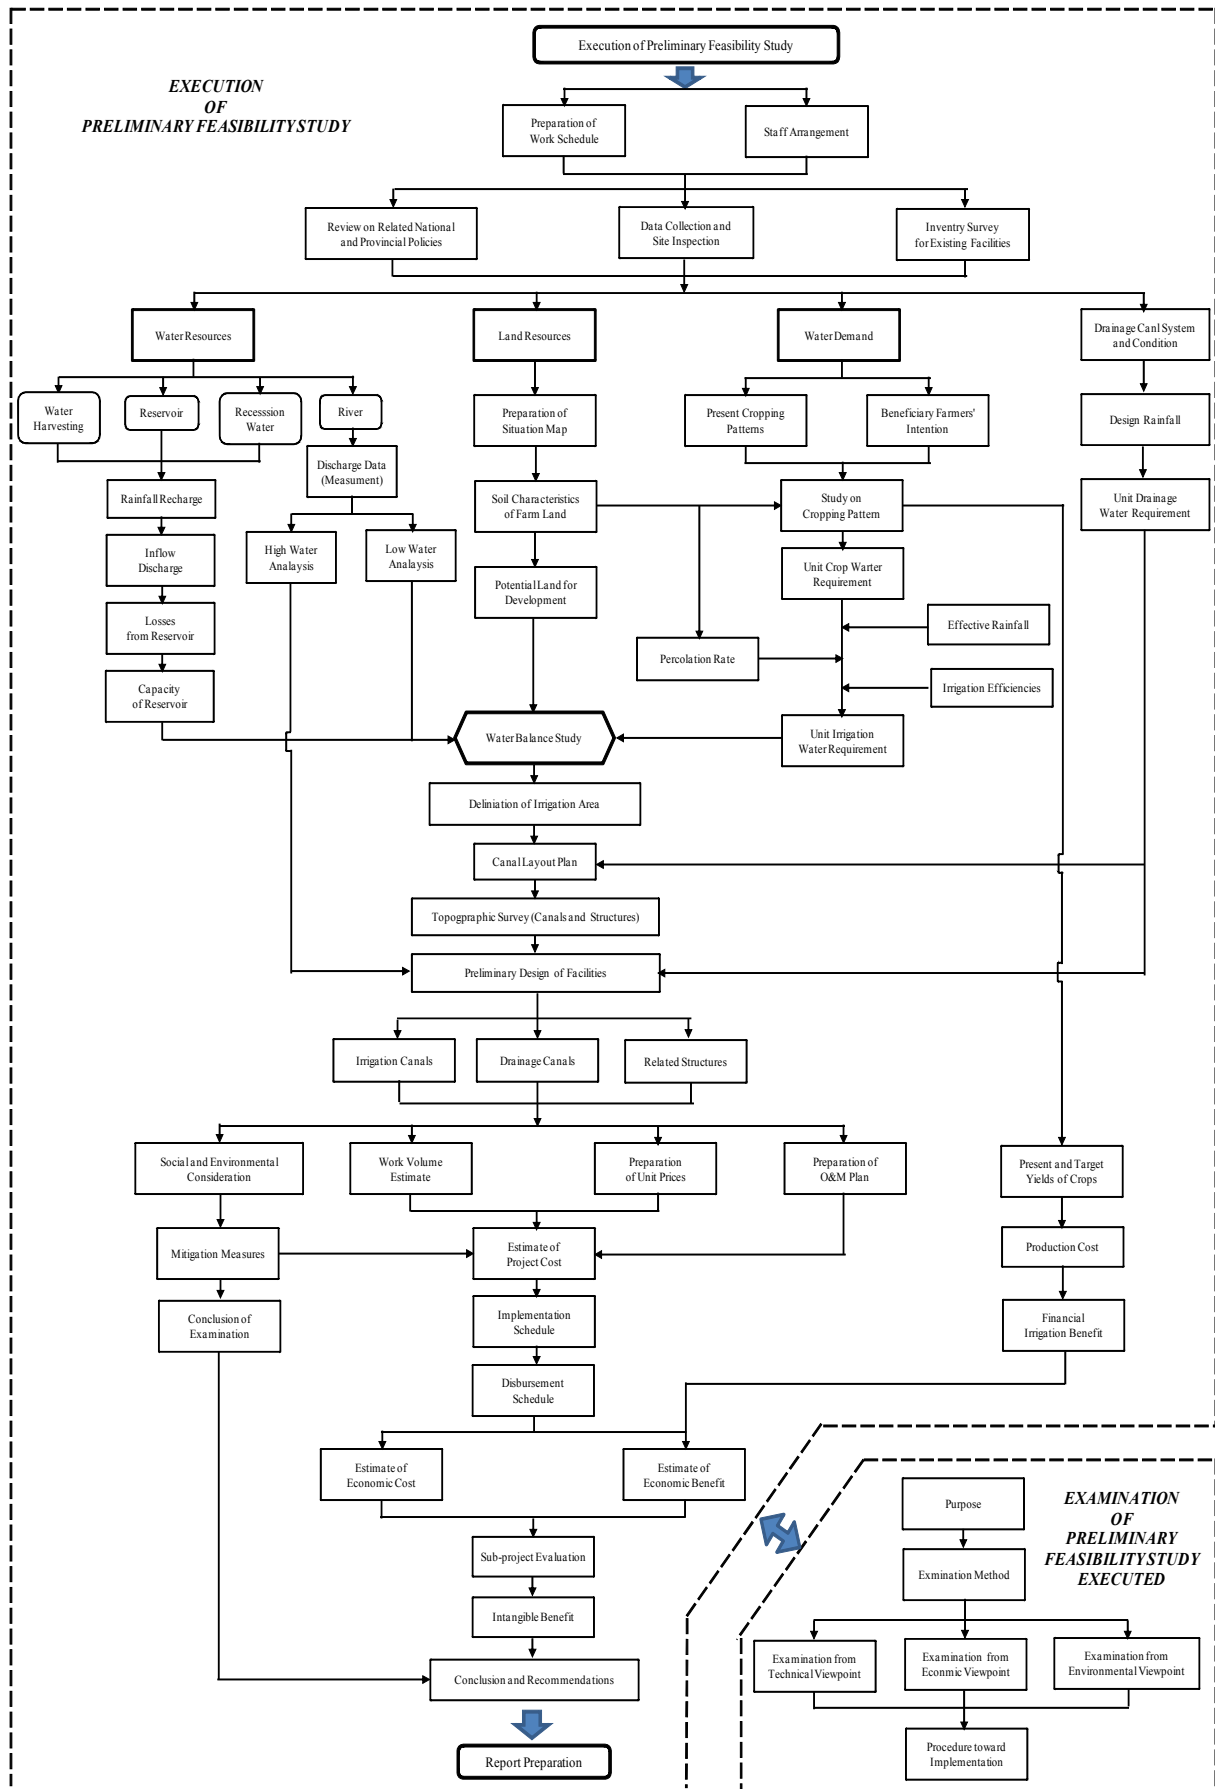 Execution of Preliminary Feasibility Study
EXECUTION
OF
PRELIMINARY FEASIBILITY STUDY
Preparation of
Work Schedule
Staff Arrangement
Review on Related National
and Provincial Policies
Data Collection and
Site Inspection
Inventry Survey
for Existing Facilities
Water Resources
Land Resources
Water Demand
Drainage Canl System
and Condition
Water
Harvesting
Reservoir
Recesssion
Water
River
Preparation of
Situation Map
Present Cropping
Patterns
Beneficiary Farmers'
Intention
Design Rainfall
Discharge Data
(Measument)
Rainfall Recharge
Soil Characteristics
of Farm Land
Study on
Cropping Pattern
Unit Drainage
Water Requirement
Inflow
Discharge
High Water
Analaysis
Low Water
Analaysis
Potential Land for
Development
Unit Crop Warter
Requirement
Losses
from Reservoir
Effective Rainfall
Percolation Rate
Capacity
of Reservoir
Irrigation Efficiencies
Water Balance Study
Unit Irrigation
Water Requirement
Deliniation of Irrigation Area
Canal Layout Plan
Topogpraphic Survey (Canals and Structures)
Preliminary Design of Facilities
Irrigation Canals
Drainage Canals
Related Structures
Social and Environmental
Consideration
Work Volume
Estimate
Preparation
of Unit Prices
Preparation of
O&M Plan
Present and Target
Yields of Crops
Mitigation Measures
Estimate of
Project Cost
Production Cost
Conclusion of
Examination
Implementation
Schedule
Financial
Irrigation Benefit
Disbursement
Schedule
Estimate of
Economic Cost
Estimate of
Economic Benefit
Sub-project Evaluation
Intangible Benefit
Conclusion and Recommendations
Report Preparation
Purpose
EXAMINATION
OF
PRELIMINARY
FEASIBILITY STUDY
EXECUTED
Exmination Method
Examination from
Technical Viewpoint
Examination from
Econmic Viewpoint
Examination from
Environmental Viewpoint
Procedure toward
Implementation